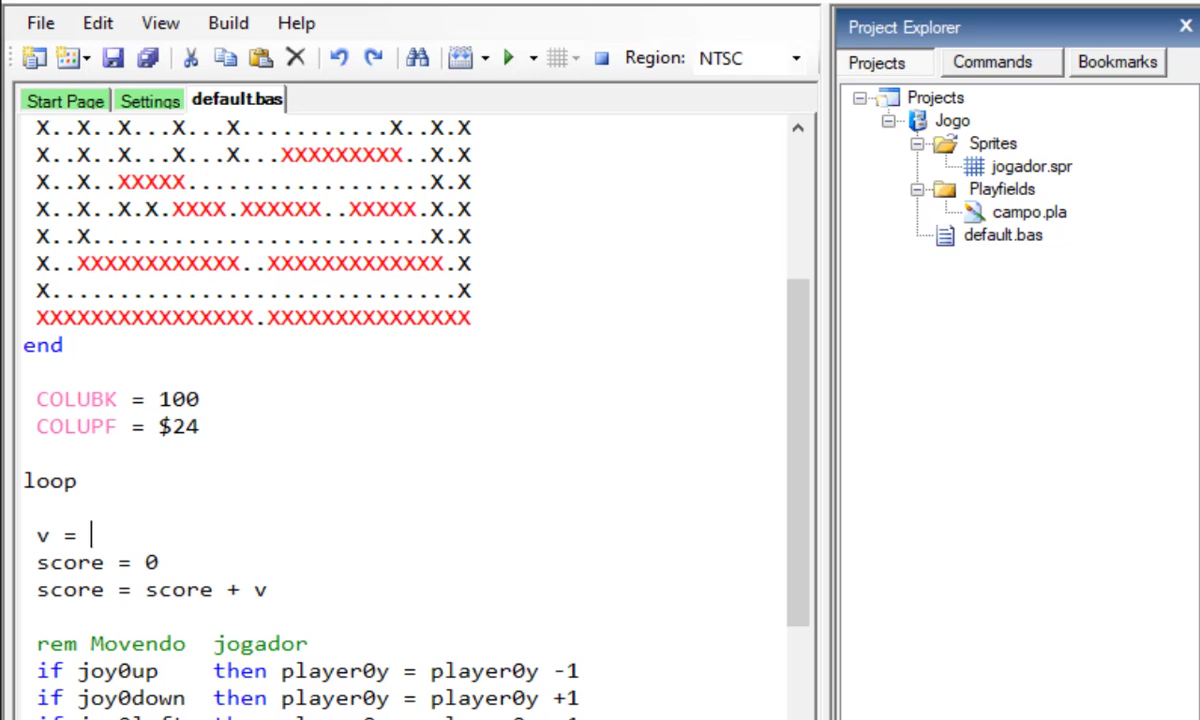 File Edit View Build Help
Region: NTSC
Start Page Settings default.bas
X..X..X...X...X...........X..X.X
X..X..X...X...X...XXXXXXXXX..X.X
X..X..XXXXX..................X.X
X..X..X.X.XXXX.XXXXXX..XXXXX.X.X
X..X.........................X.X
X..XXXXXXXXXXXX..XXXXXXXXXXXXX.X
X..............................X
XXXXXXXXXXXXXXXX.XXXXXXXXXXXXXXX
end
COLUBK = 100
COLUPF = $24
loop
v =
score = 0
score = score + v
rem Movendo  jogador
if joy0up    then player0y = player0y -1
if joy0down  then player0y = player0y +1
Project Explorer X
Projects Commands Bookmarks
Projects
Jogo
Sprites
jogador.spr
Playfields
campo.pla
default.bas